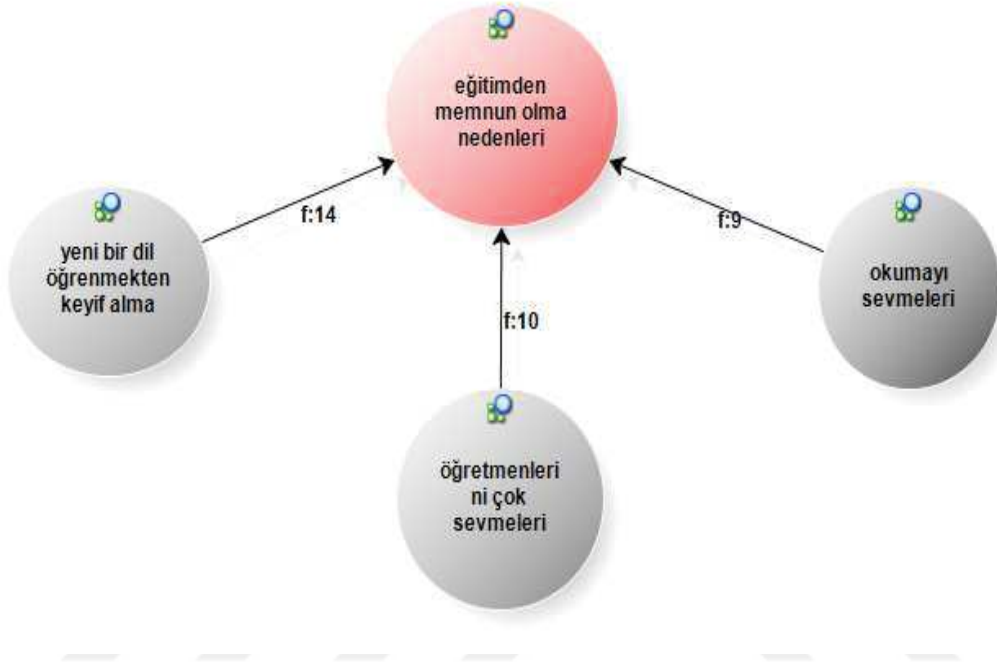 eğitimden
memnun olma
nedenleri
f:14
f:9
yeni bir dil
öğrenmekten
keyif alma
okumayı
sevmeleri
f:10
öğretmenleri
ni çok
sevmeleri